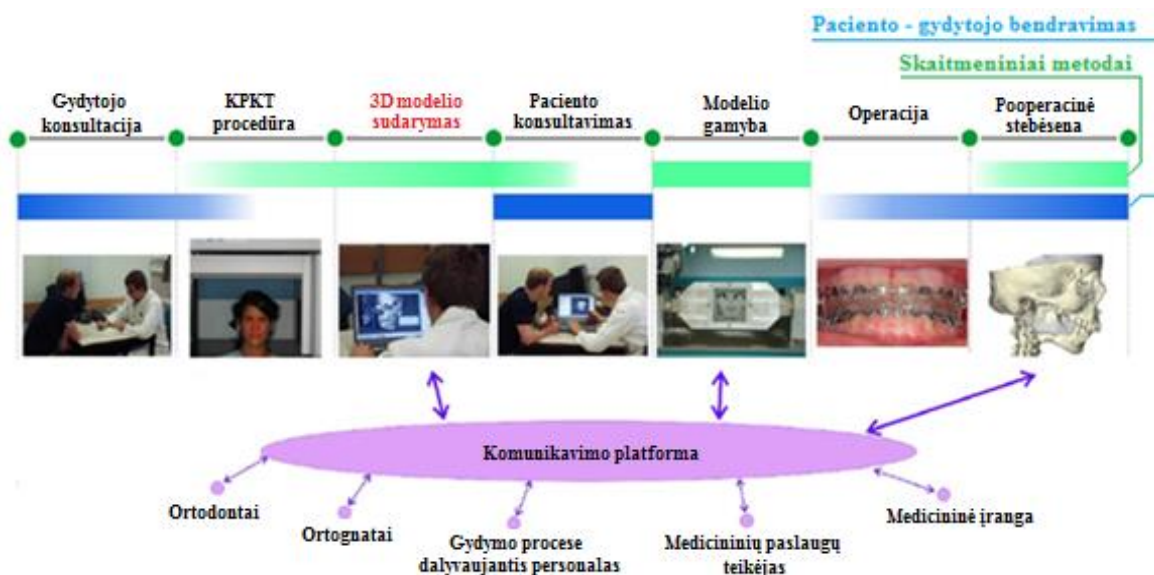 Paciento - gydytojo bendravimas
Skaitmeniniai metodai
Gydytojo
konsultacija
KPKT
procedūra
3D modelio
sudarymas
Paciento
konsultavimas
Modelio
gamyba
Operacija
Pooperacinė
stebėsena
Komunikavimo platforma
Ortodontai
Ortognatai
Gydymo procese
dalyvaujantis personalas
Medicininių paslaugų
teikėjas
Medicininė įranga